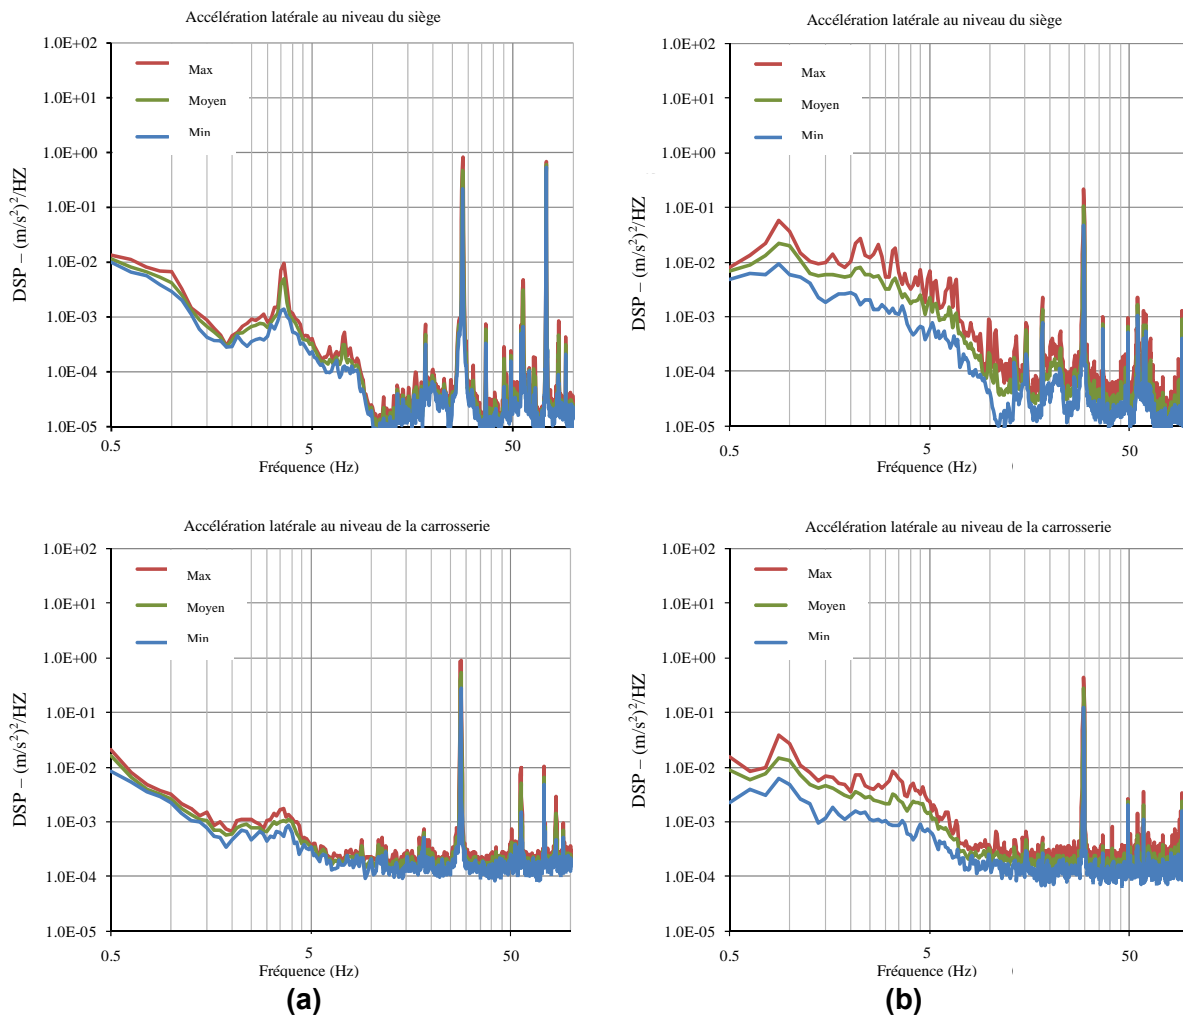 Accélération latérale au niveau du siège
1.0E+02
1.0E+01
1.0E+00
1.0E-01
1.0E-02
1.0E-03
1.0E-04
1.0E-05
DSP – (m/s²)²/HZ
Max
Moyen
Min
0.5
5
50
Fréquence (Hz)
Accélération latérale au niveau du siège
1.0E+02
1.0E+01
1.0E+00
1.0E-01
1.0E-02
1.0E-03
1.0E-04
1.0E-05
DSP – (m/s²)²/HZ
Max
Moyen
Min
0.5
5
50
Fréquence (Hz)
Accélération latérale au niveau de la carrosserie
1.0E+02
1.0E+01
1.0E+00
1.0E-01
1.0E-02
1.0E-03
1.0E-04
1.0E-05
DSP – (m/s²)²/HZ
Max
Moyen
Min
0.5
5
50
Fréquence (Hz)
(a)
Accélération latérale au niveau de la carrosserie
1.0E+02
1.0E+01
1.0E+00
1.0E-01
1.0E-02
1.0E-03
1.0E-04
1.0E-05
DSP – (m/s²)²/HZ
Max
Moyen
Min
0.5
5
50
Fréquence (Hz)
(b)